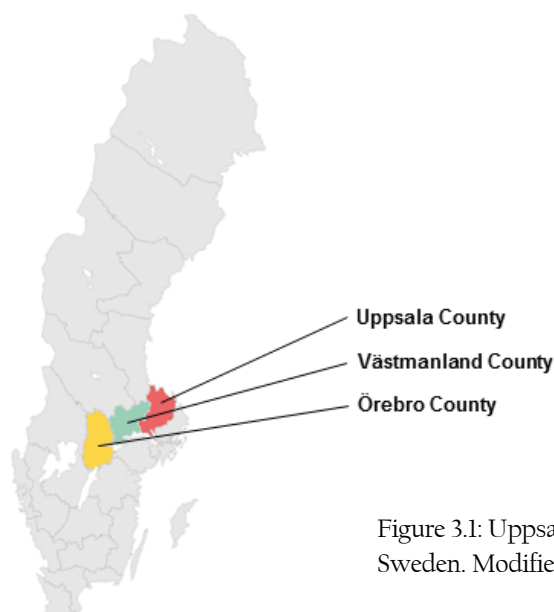 Uppsala County
Västmanland County
Örebro County
Figure 3.1: Uppsa
Sweden. Modifie